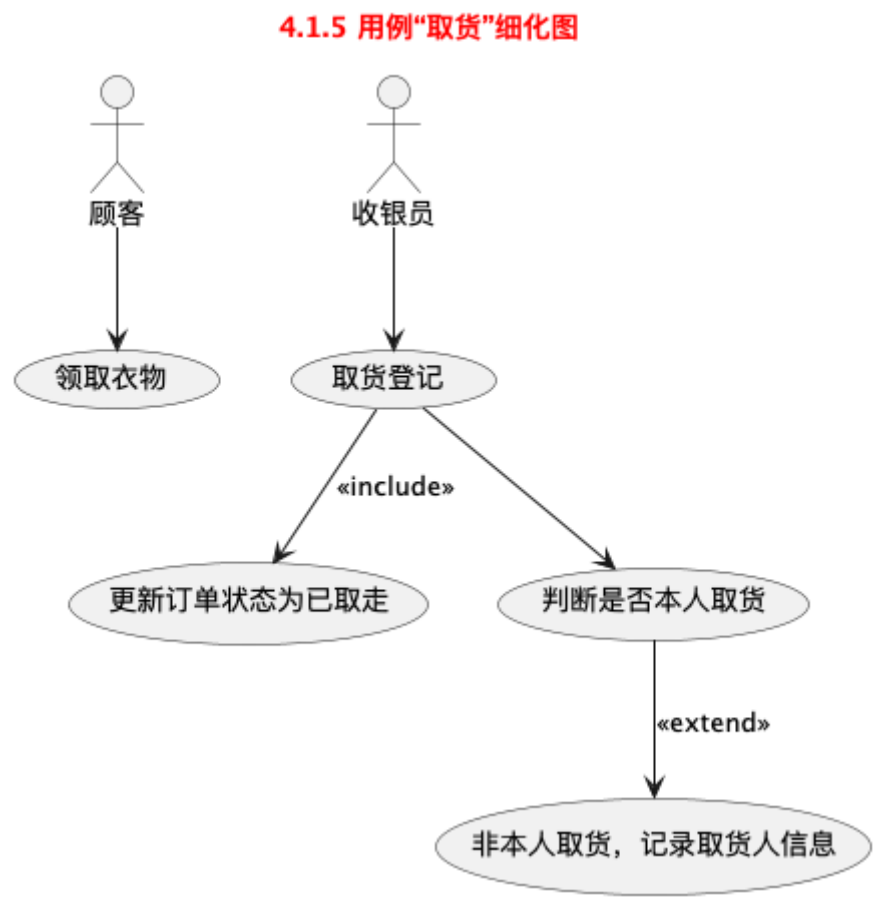 4.1.5 用例“取货”细化图
顾客
收银员
领取衣物
取货登记
«include»
更新订单状态为已取走
判断是否本人取货
«extend»
非本人取货，记录取货人信息